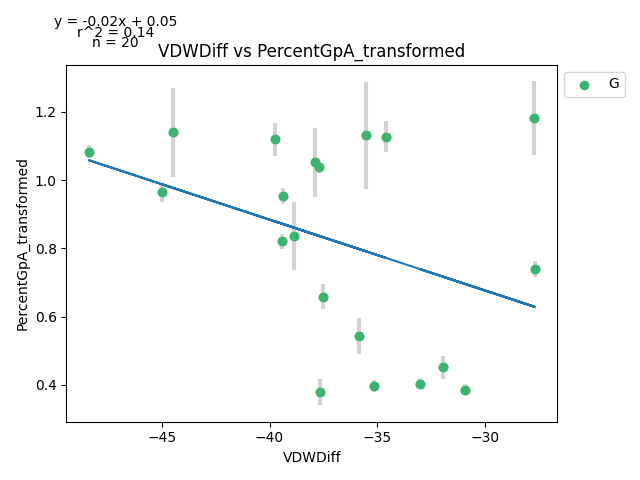 y = -0.02x + 0.05
r^2 = 0.14
n = 20
VDWDiff vs PercentGpA_transformed
G
1.2
1.0
0.8
0.6
0.4
PercentGpA_transformed
−45
−40
−35
−30
VDWDiff